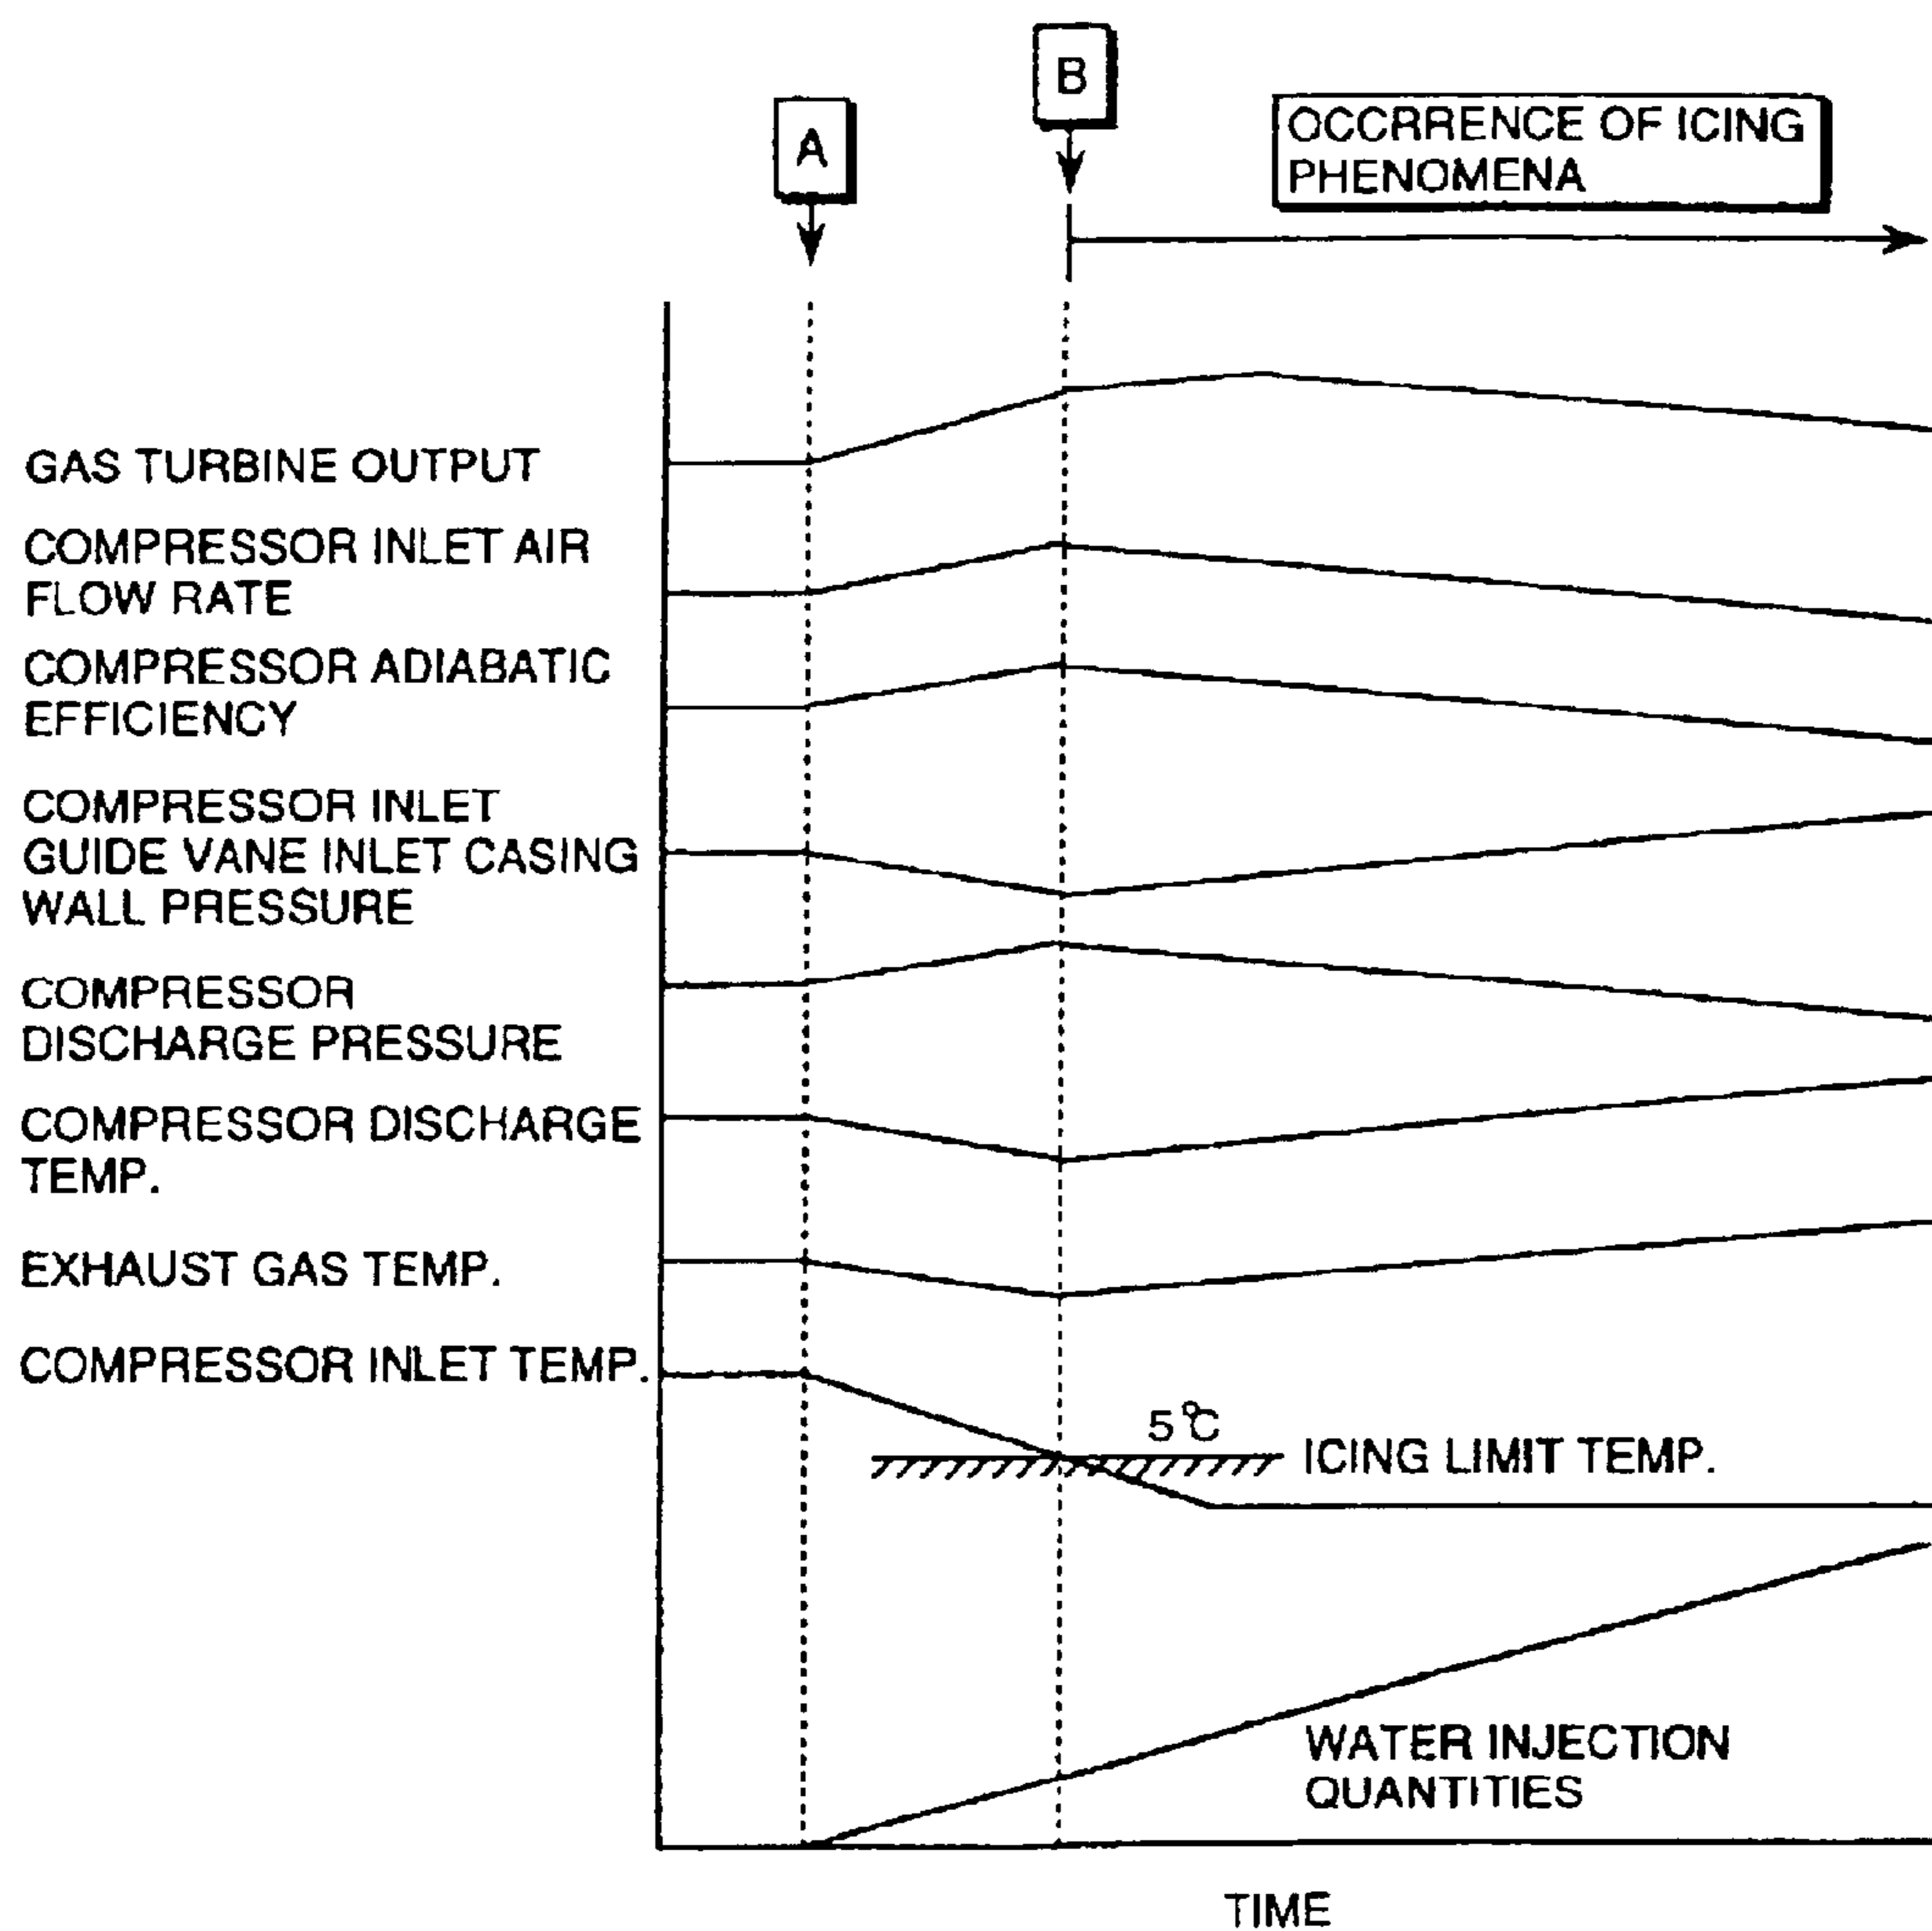 B
A
OCCRRENCE OF ICING
PHENOMENA
GAS TURBINE OUTPUT
COMPRESSOR INLET AIR
FLOW RATE
COMPRESSOR ADIABATIC
EFFICIENCY
COMPRESSOR INLET
GUIDE VANE INLET CASING
WALL PRESSURE
COMPRESSOR
DISCHARGE PRESSURE
COMPRESSOR DISCHARGE
TEMP.
EXHAUST GAS TEMP.
COMPRESSOR INLET TEMP.
5℃
ICING LIMIT TEMP.
WATER INJECTION
QUANTITIES
TIME